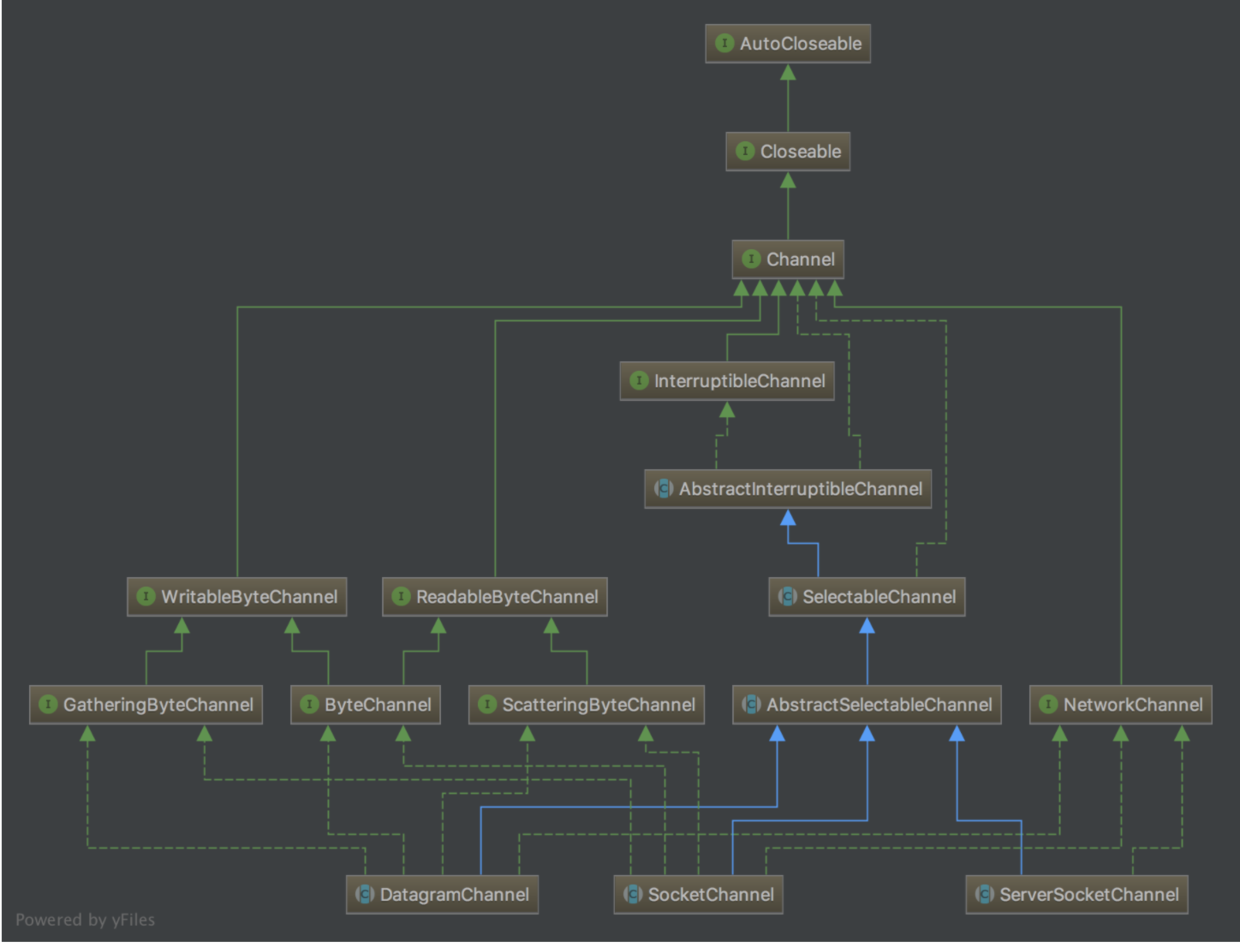 AutoCloseable
Closeable
Channel
InterruptibleChannel
AbstractInterruptibleChannel
WritableByteChannel
ReadableByteChannel
SelectableChannel
GatheringByteChannel
ByteChannel
ScatteringByteChannel
AbstractSelectableChannel
NetworkChannel
DatagramChannel
SocketChannel
ServerSocketChannel
Powered by yFiles